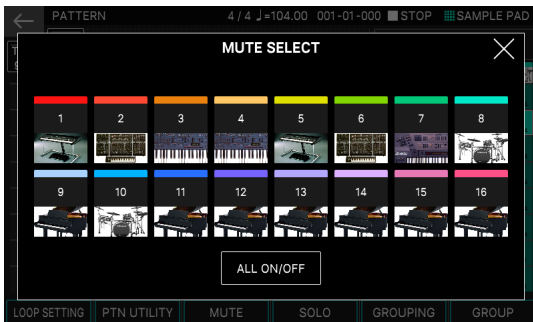 PATTERN 4 / 4 ♩=104.00 001-01-000 STOP SAMPLE PAD
MUTE SELECT
1 2 3 4 5 6 7 8
9 10 11 12 13 14 15 16
ALL ON/OFF
LOOP SETTING PTN UTILITY MUTE SOLO GROUPING GROUP